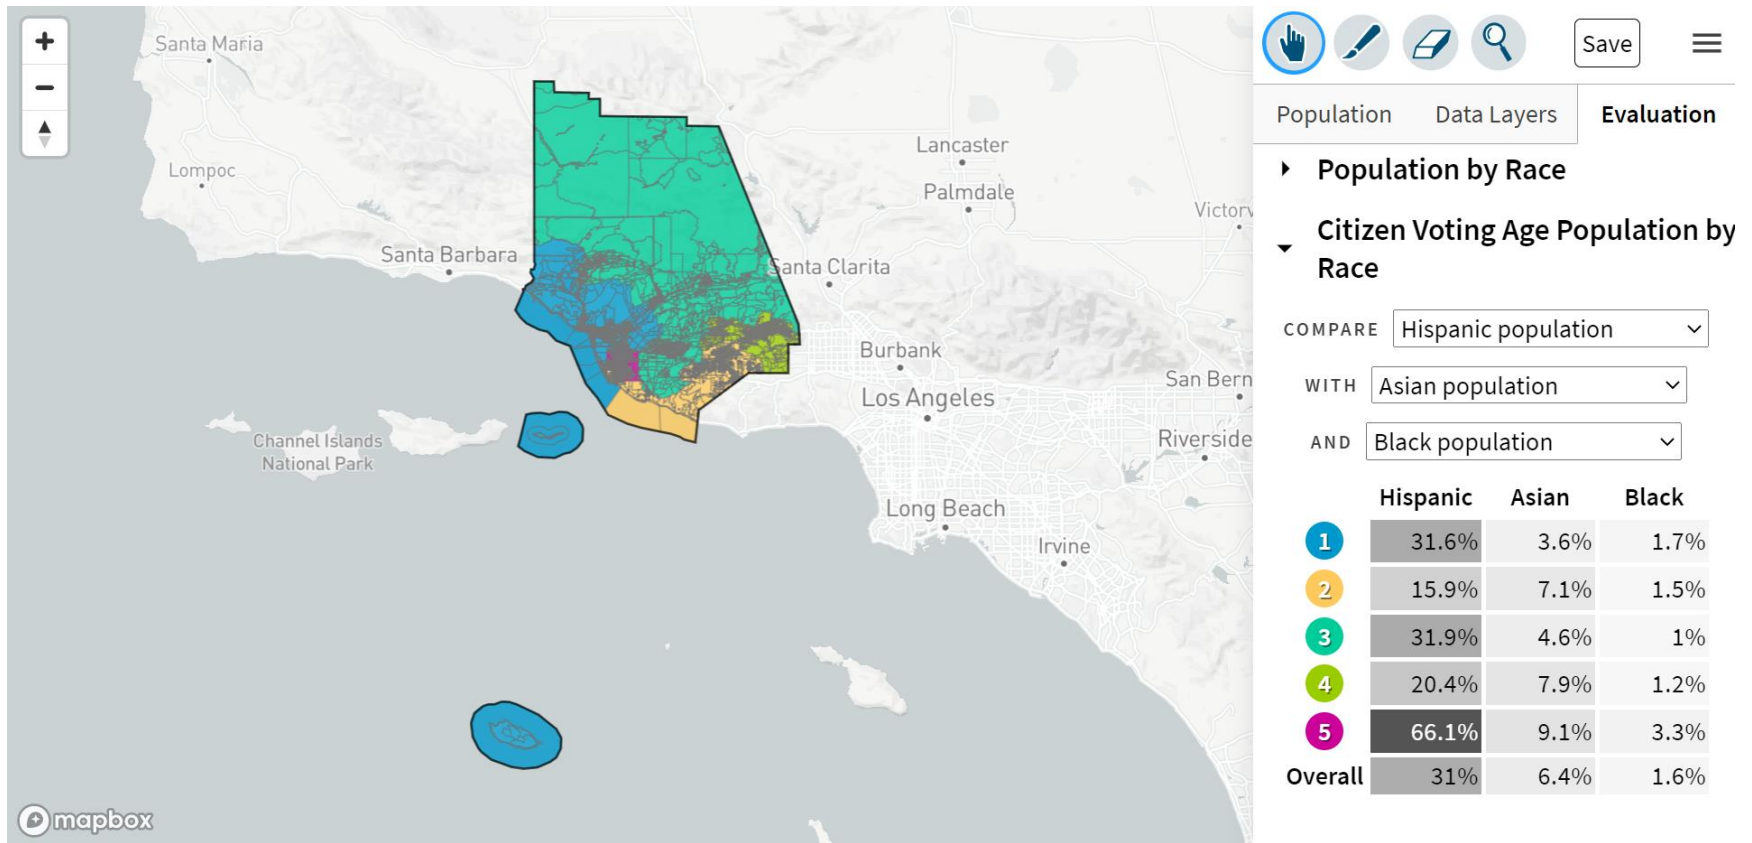 Santa Maria
Lompoc
Santa Barbara
Lancaster
Palmdale
Victorv
Santa Clarita
Burbank
Los Angeles
San Bern
Riverside
Channel Islands
National Park
Long Beach
Irvine
mapbox
Save
Population
Data Layers
Evaluation
Population by Race
Citizen Voting Age Population by
Race
COMPARE Hispanic population
WITH Asian population
AND Black population
Hispanic Asian Black
1 31.6% 3.6% 1.7%
2 15.9% 7.1% 1.5%
3 31.9% 4.6% 1%
4 20.4% 7.9% 1.2%
5 66.1% 9.1% 3.3%
Overall 31% 6.4% 1.6%